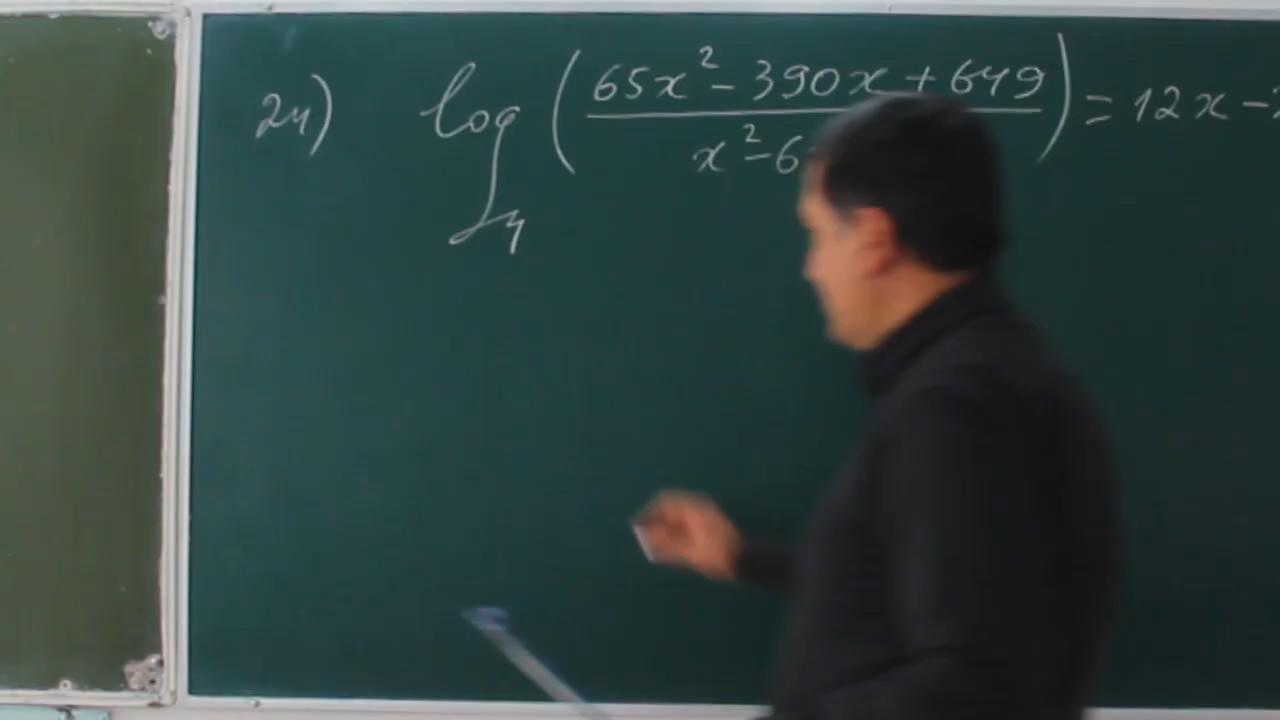 24) log₄ (65x² - 390x + 649 / x² - 6) = 12x -